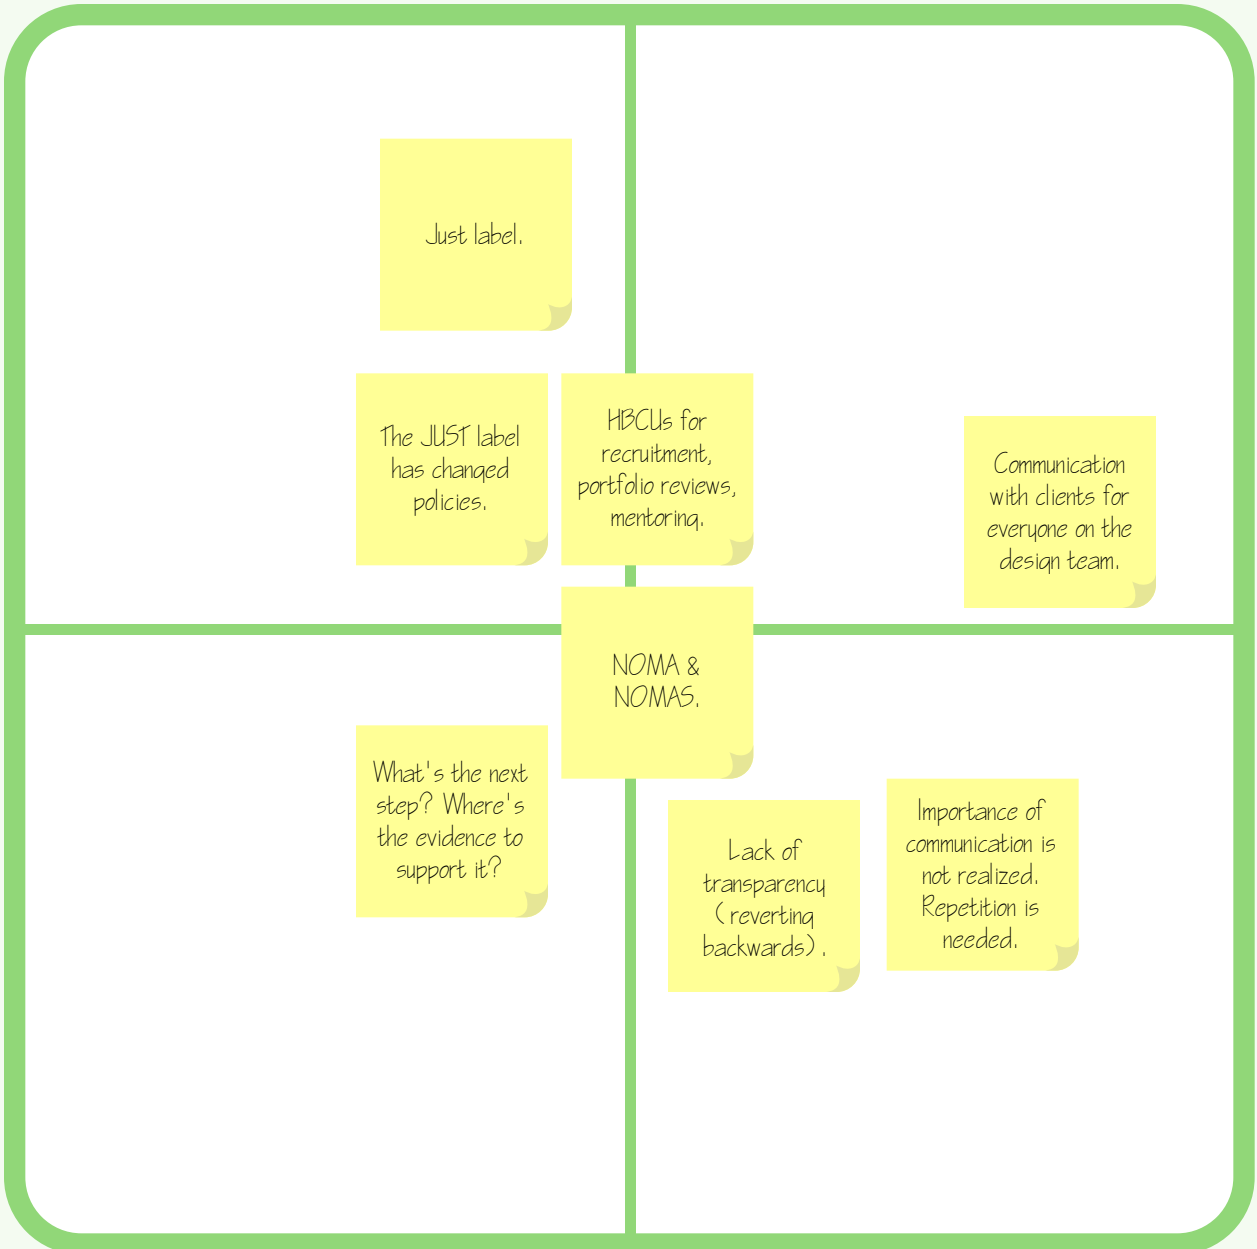 Just label.
The JUST label
has changed
policies.
HBCUs for
recruitment,
portfolio reviews,
mentoring.
Communication
with clients for
everyone on the
design team.
NOMA &
NOMAS.
What's the next
step? Where's
the evidence to
support it?
Lack of
transparency
(reverting
backwards).
Importance of
communication is
not realized.
Repetition is
needed.